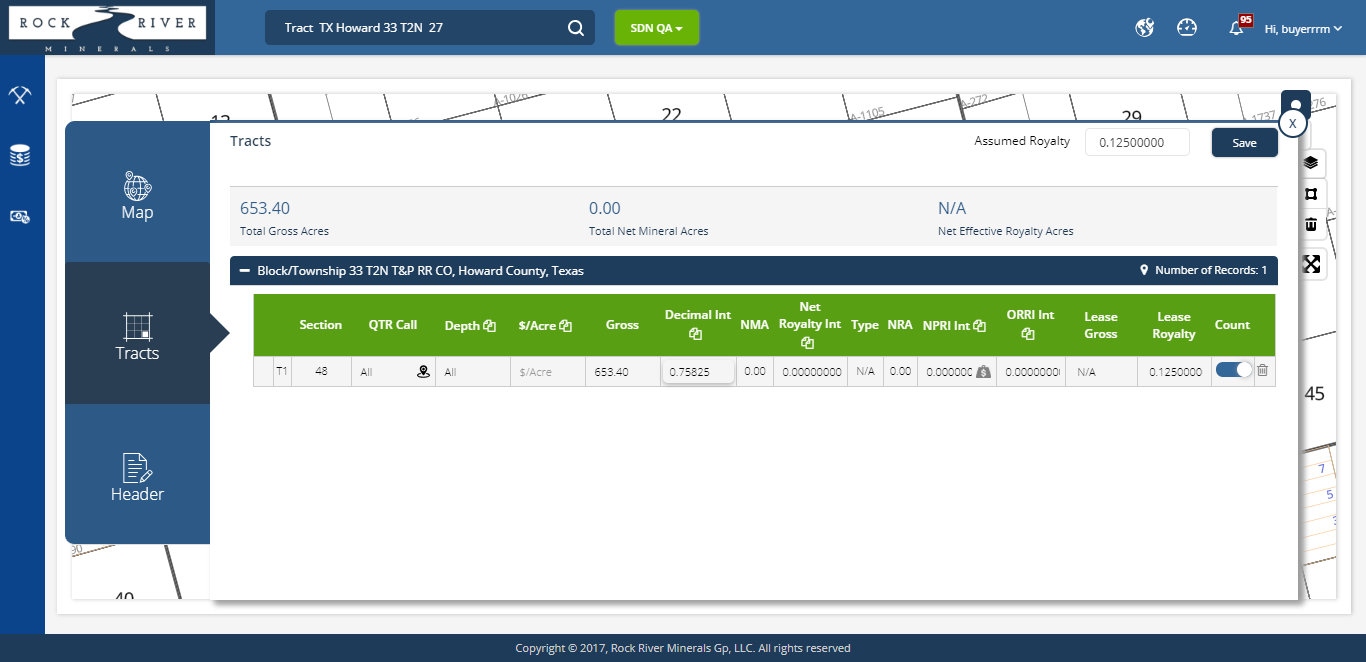 ROCK RIVER
MINERALS
Tract TX Howard 33 T2N 27
SDN QA
95
Hi, buyerrrm
A-1026
22
A-1105
A-272
29
A-1737
276
X
Map
Tracts
Header
Tracts
Assumed Royalty
0.12500000
Save
653.40
Total Gross Acres
0.00
Total Net Mineral Acres
N/A
Net Effective Royalty Acres
Block/Township 33 T2N T&P RR CO, Howard County, Texas
Number of Records: 1
Section QTR Call Depth $/Acre Gross Decimal Int NMA Net Royalty Int Type NRA NPRI Int ORRI Int Lease Gross Lease Royalty Count
T1 48 All All $/Acre 653.40 0.75825 0.00 0.00000000 N/A 0.00 0.000000 0.00000000 N/A 0.1250000
45
7
5
40
Copyright © 2017, Rock River Minerals Gp, LLC. All rights reserved